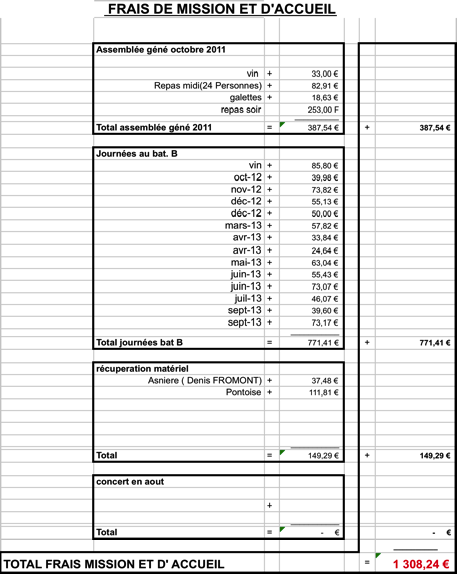 FRAIS DE MISSION ET D'ACCUEIL
Assemblée géné octobre 2011
vin + 33,00 €
Repas midi(24 Personnes) + 82,91 €
galettes + 18,63 €
repas soir 253,00 F
Total assemblée géné 2011 = 387,54 € + 387,54 €
Journées au bat. B
vin + 85,80 €
oct-12 + 39,98 €
nov-12 + 73,82 €
déc-12 + 55,13 €
déc-12 + 50,00 €
mars-13 + 57,82 €
avr-13 + 33,84 €
avr-13 + 24,64 €
mai-13 + 63,04 €
juin-13 + 55,43 €
juin-13 + 73,07 €
juil-13 + 46,07 €
sept-13 + 39,60 €
sept-13 + 73,17 €
Total journées bat B = 771,41 € + 771,41 €
récuperation matériel
Asniere ( Denis FROMONT) + 37,48 €
Pontoise + 111,81 €
Total = 149,29 € + 149,29 €
concert en aout
+
Total = - € - €
TOTAL FRAIS MISSION ET D' ACCUEIL = 1 308,24 €